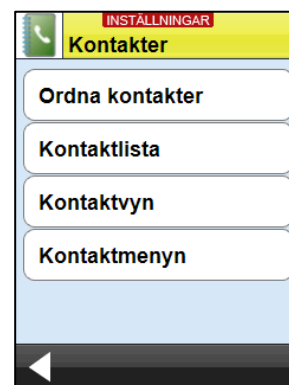 INSTÄLLNINGAR
Kontakter
Ordna kontakter
Kontaktlista
Kontaktvyn
Kontaktmenyn